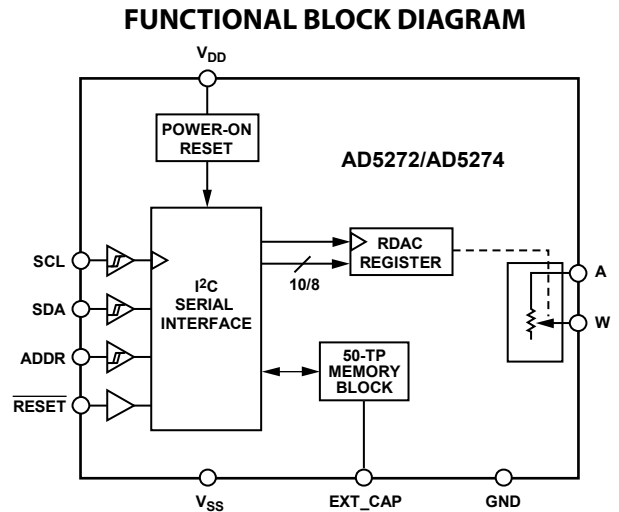 FUNCTIONAL BLOCK DIAGRAM
VDD
POWER-ON
RESET
AD5272/AD5274
SCL
SDA
ADDR
RESET
I2C
SERIAL
INTERFACE
10/8
RDAC
REGISTER
50-TP
MEMORY
BLOCK
A
W
VSS
EXT_CAP
GND